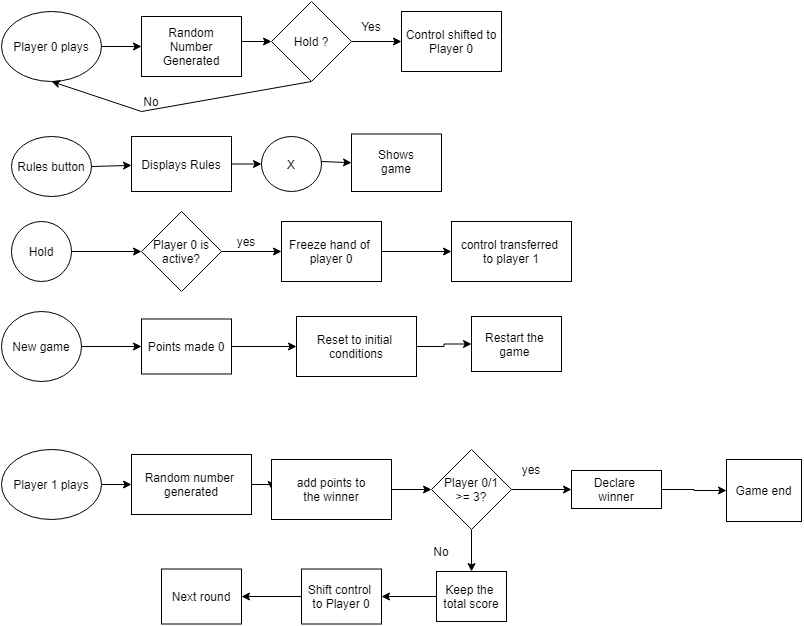 Player 0 plays
Random
Number
Generated
Hold ?
Yes
Control shifted to
Player 0
No
Rules button
Displays Rules
X
Shows
game
Hold
Player 0 is
active?
yes
Freeze hand of
player 0
control transferred
to player 1
New game
Points made 0
Reset to initial
conditions
Restart the
game
Player 1 plays
Random number
generated
add points to
the winner
Player 0/1
>= 3?
yes
Declare
winner
Game end
No
Next round
Shift control
to Player 0
Keep the
total score